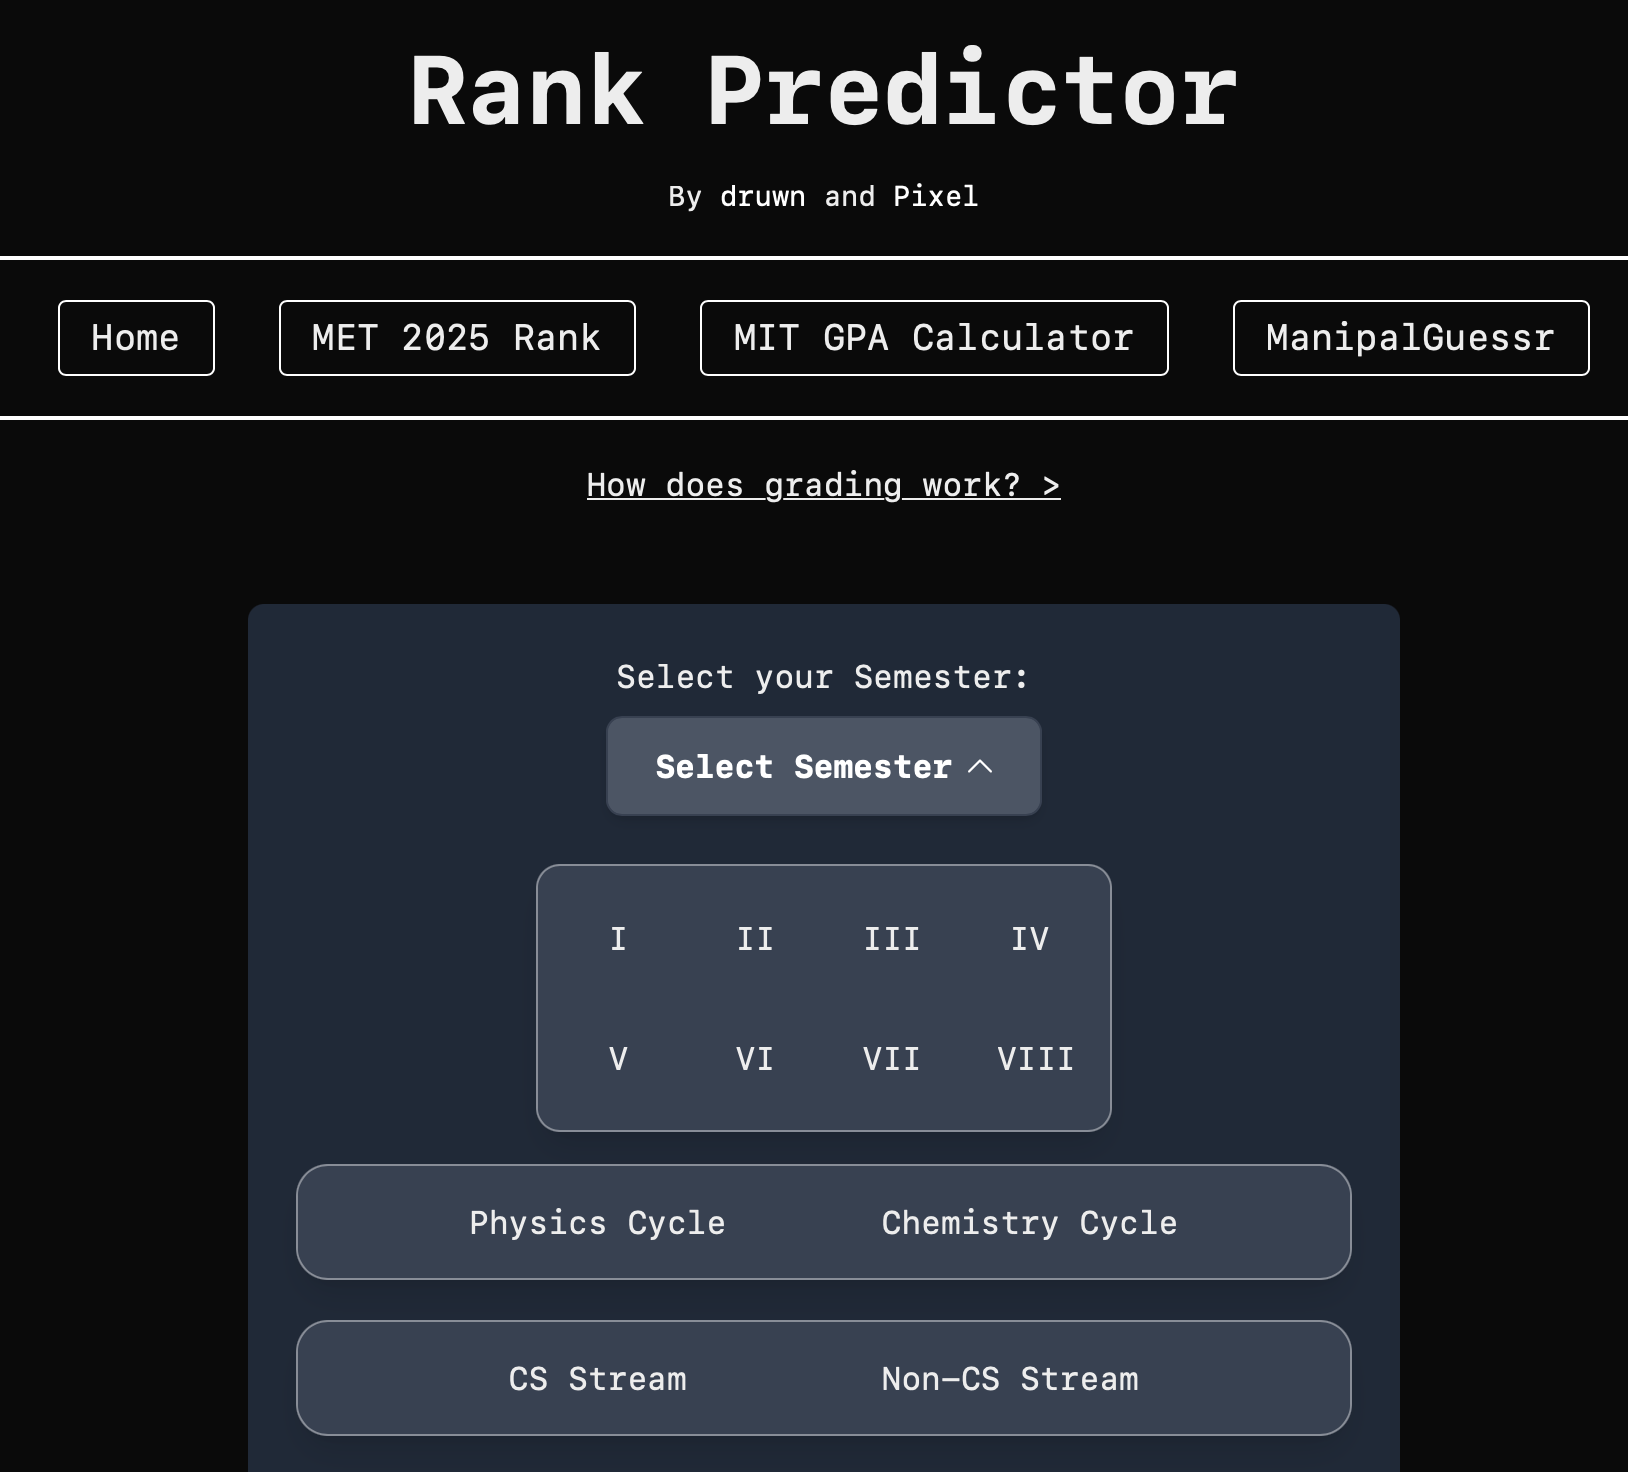 Rank Predictor
By druwn and Pixel
Home MET 2025 Rank MIT GPA Calculator ManipalGuessr
How does grading work? >
Select your Semester:
Select Semester
I II III IV
V VI VII VIII
Physics Cycle Chemistry Cycle
CS Stream Non-CS Stream